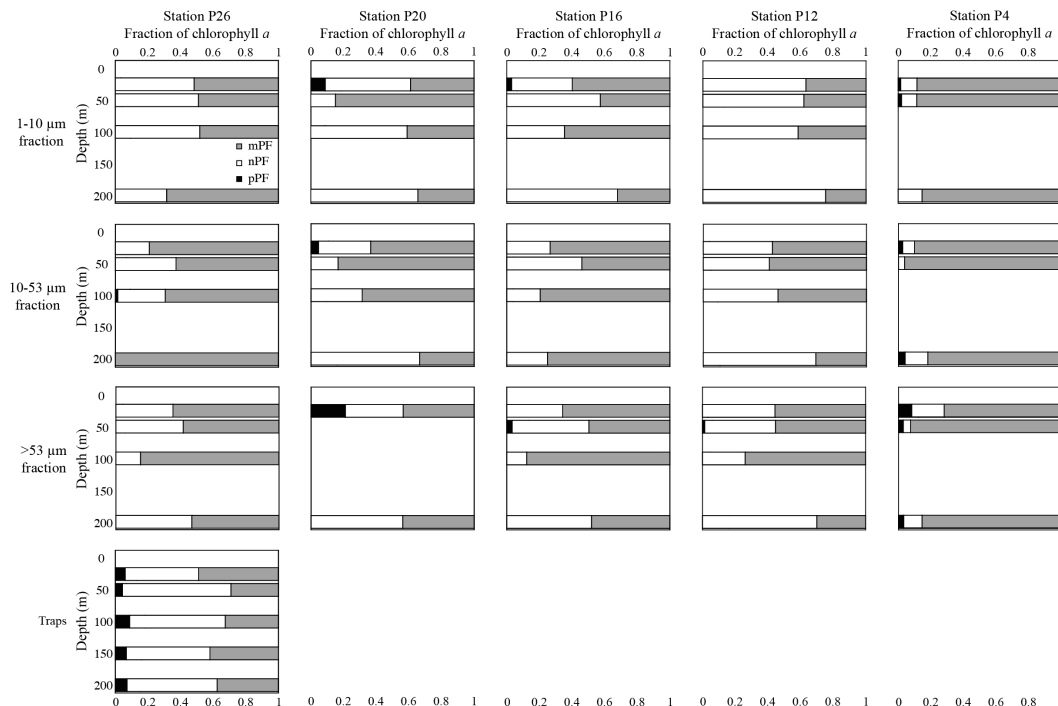 Station P26 Station P20 Station P16 Station P12 Station P4
Fraction of chlorophyll a Fraction of chlorophyll a Fraction of chlorophyll a Fraction of chlorophyll a Fraction of chlorophyll a
0 0.2 0.4 0.6 0.8 1 0 0.2 0.4 0.6 0.8 1 0 0.2 0.4 0.6 0.8 1 0 0.2 0.4 0.6 0.8 1 0 0.2 0.4 0.6 0.8 1
1-10 µm
fraction
Depth (m)
0
50
100
150
200
mPF
nPF
pPF
10-53 µm
fraction
Depth (m)
0
50
100
150
200
>53 µm
fraction
Depth (m)
0
50
100
150
200
Traps
Depth (m)
0
50
100
150
200
0 0.2 0.4 0.6 0.8 1 0 0.2 0.4 0.6 0.8 1 0 0.2 0.4 0.6 0.8 1 0 0.2 0.4 0.6 0.8 1 0 0.2 0.4 0.6 0.8